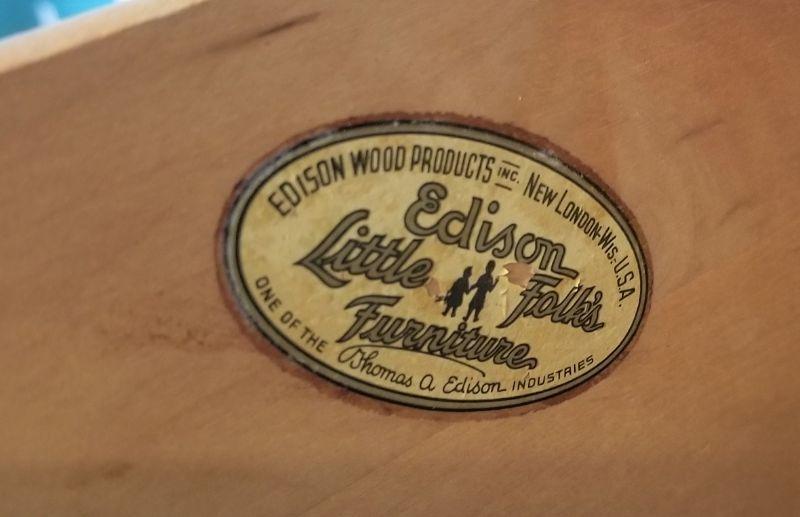 EDISON WOOD PRODUCTS INC. NEW LONDON-WIS.-U.S.A.
Edison
Little Folk's
Furniture
ONE OF THE Thomas A Edison INDUSTRIES